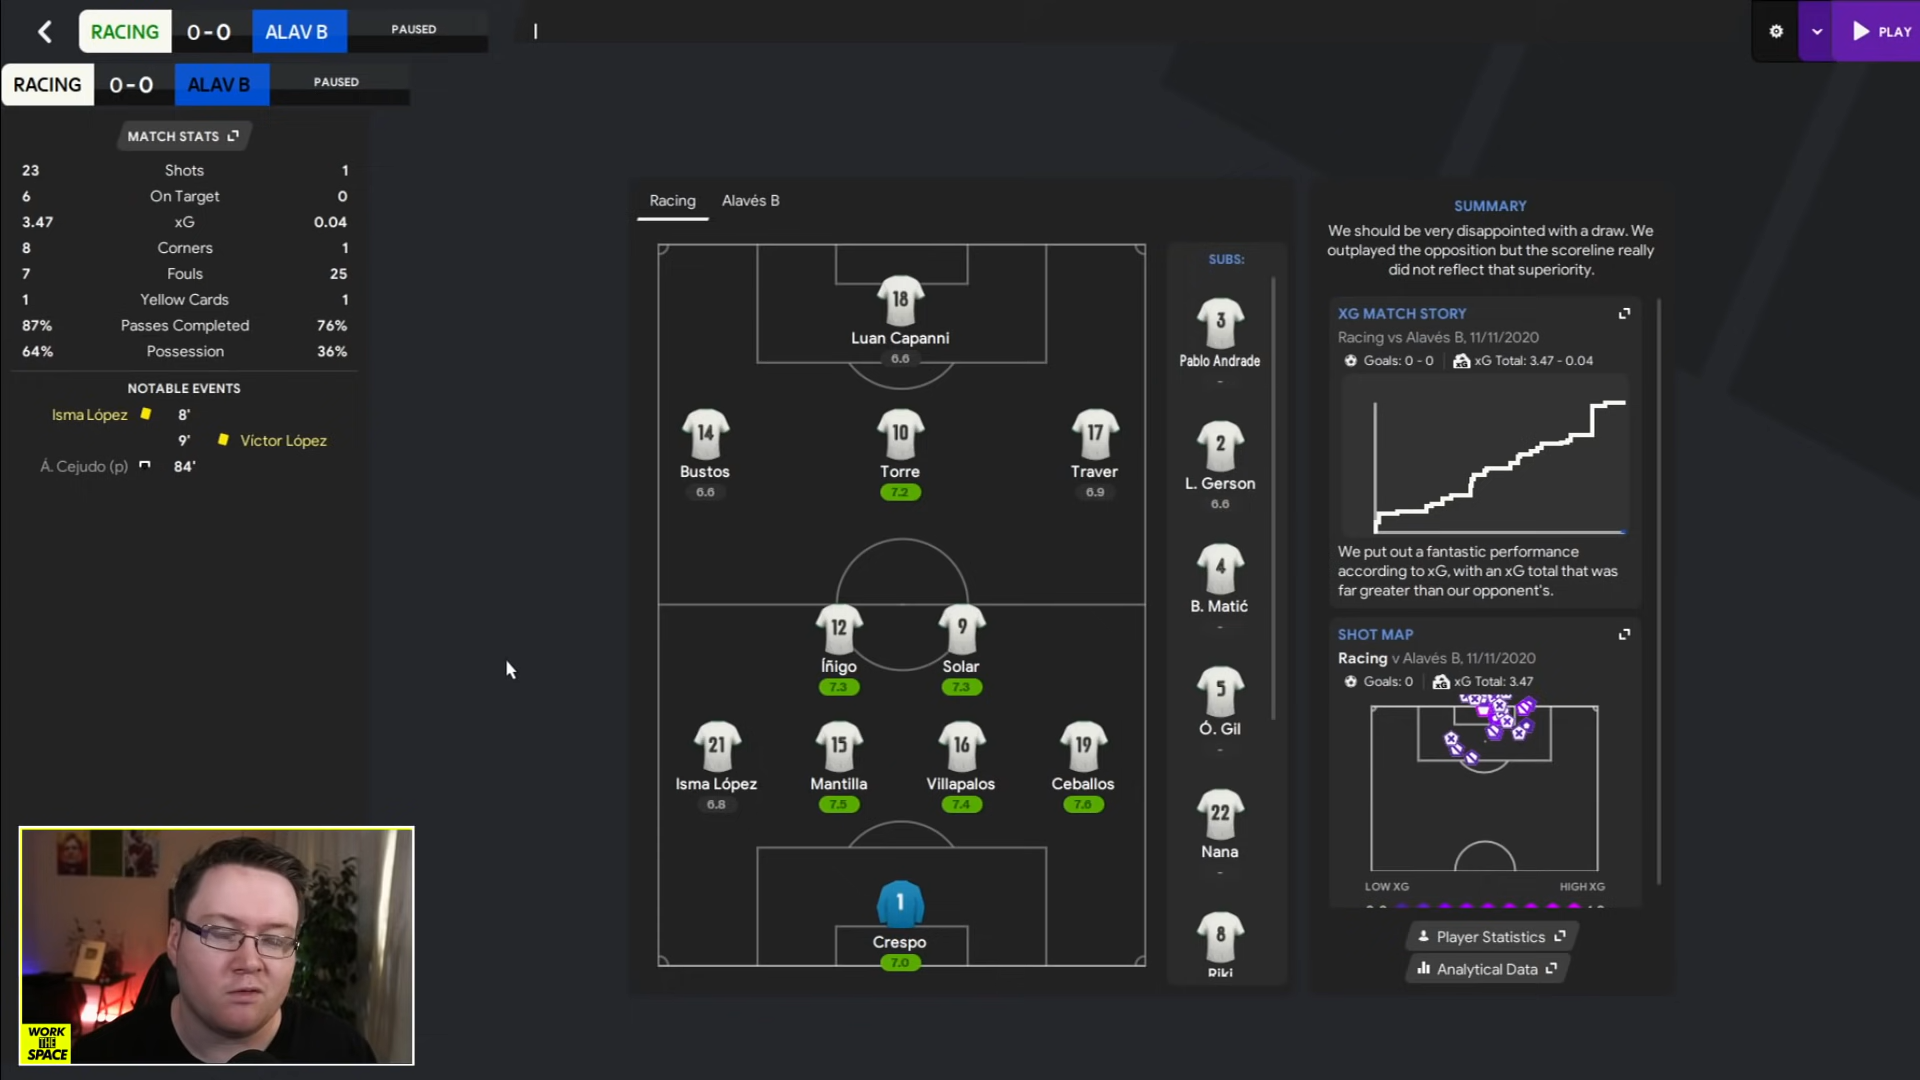 RACING 0-0 ALAV B PAUSED
PLAY
RACING 0-0 ALAV B PAUSED
MATCH STATS
23 Shots 1
6 On Target 0
3.47 xG 0.04
8 Corners 1
7 Fouls 25
1 Yellow Cards 1
87% Passes Completed 76%
64% Possession 36%
NOTABLE EVENTS
Isma López 8'
9' Víctor López
Á. Cejudo (p) 84'
Racing Alavés B
18
Luan Capanni
6.6
14 10 17
Bustos Torre Traver
6.6 7.2 6.9
12 9
Íñigo Solar
7.3 7.3
21 15 16 19
Isma López Mantilla Villapalos Ceballos
6.8 7.5 7.4 7.6
1
Crespo
7.0
SUBS:
3
Pablo Andrade
-
2
L. Gerson
6.6
4
B. Matić
-
5
Ó. Gil
-
22
Nana
-
8
Riki
SUMMARY
We should be very disappointed with a draw. We
outplayed the opposition but the scoreline really
did not reflect that superiority.
XG MATCH STORY
Racing vs Alavés B, 11/11/2020
Goals: 0 - 0 xG xG Total: 3.47 - 0.04
We put out a fantastic performance
according to xG, with an xG total that was
far greater than our opponent's.
SHOT MAP
Racing v Alavés B, 11/11/2020
Goals: 0 xG xG Total: 3.47
LOW XG HIGH XG
Player Statistics
Analytical Data
WORK
THE
SPACE